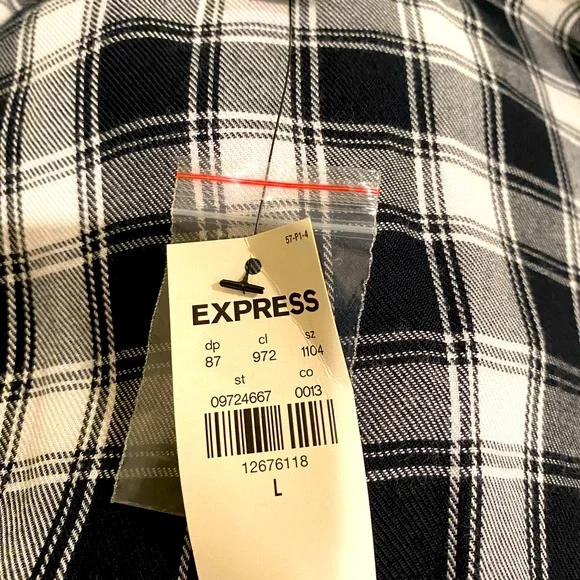 57-P1-4
EXPRESS
dp cl sz
87 972 1104
st co
09724667 0013
12676118
L